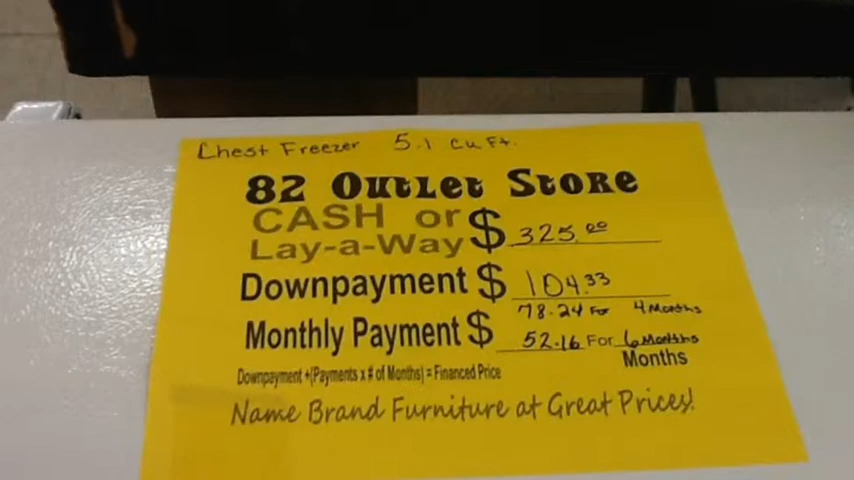 Chest Freezer 5.1 Cu Ft.
82 Outlet Store
CASH or
Lay-a-Way $ 325.00
Downpayment $ 104.33
78.24 For 4 Months
Monthly Payment $ 52.16 For 6 Months
Months
Downpayment +(Payments x # of Months) = Financed Price
Name Brand Furniture at Great Prices!